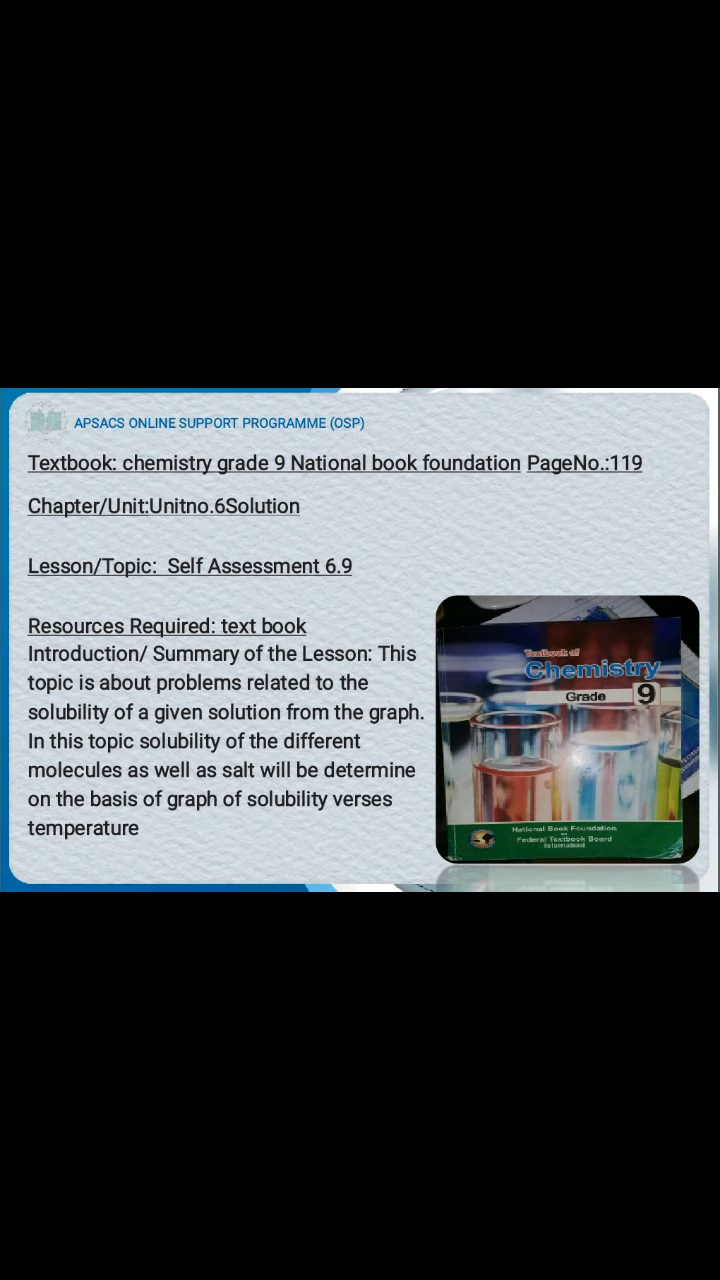 APSACS ONLINE SUPPORT PROGRAMME (OSP)
Textbook: chemistry grade 9 National book foundation PageNo.:119
Chapter/Unit:Unitno.6Solution
Lesson/Topic:  Self Assessment 6.9
Resources Required: text book
Introduction/ Summary of the Lesson: This
topic is about problems related to the
solubility of a given solution from the graph.
In this topic solubility of the different
molecules as well as salt will be determine
on the basis of graph of solubility verses
temperature
Textbook of
Chemistry
Grade 9
National Book Foundation
Federal Textbook Board
Islamabad